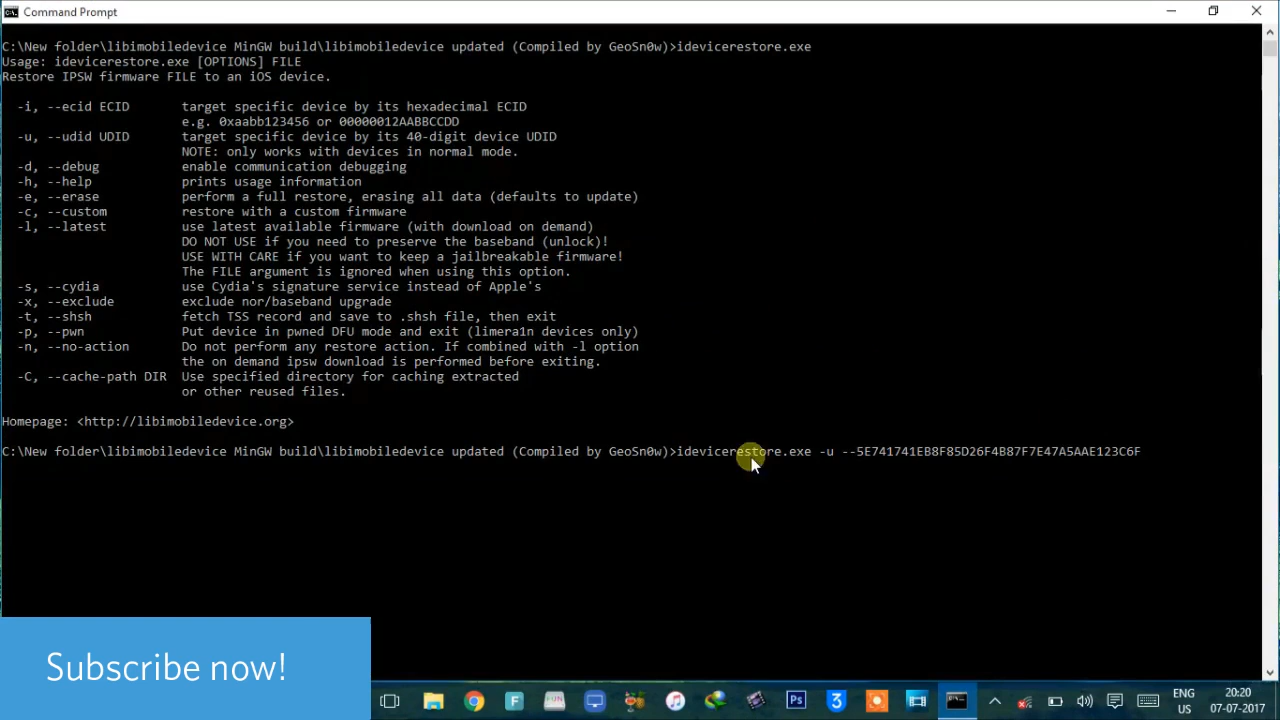 Command Prompt
C:\New folder\libimobiledevice MinGW build\libimobiledevice updated (Compiled by GeoSn0w)>idevicerestore.exe
Usage: idevicerestore.exe [OPTIONS] FILE
Restore IPSW firmware FILE to an iOS device.
-i, --ecid ECID target specific device by its hexadecimal ECID
e.g. 0xaabb123456 or 00000012AABBCCDD
-u, --udid UDID target specific device by its 40-digit device UDID
NOTE: only works with devices in normal mode.
-d, --debug enable communication debugging
-h, --help prints usage information
-e, --erase perform a full restore, erasing all data (defaults to update)
-c, --custom restore with a custom firmware
-l, --latest use latest available firmware (with download on demand)
DO NOT USE if you need to preserve the baseband (unlock)!
USE WITH CARE if you want to keep a jailbreakable firmware!
The FILE argument is ignored when using this option.
-s, --cydia use Cydia's signature service instead of Apple's
-x, --exclude exclude nor/baseband upgrade
-t, --shsh fetch TSS record and save to .shsh file, then exit
-p, --pwn Put device in pwned DFU mode and exit (limera1n devices only)
-n, --no-action Do not perform any restore action. If combined with -l option
the on demand ipsw download is performed before exiting.
-C, --cache-path DIR Use specified directory for caching extracted
or other reused files.
Homepage: <http://libimobiledevice.org>
C:\New folder\libimobiledevice MinGW build\libimobiledevice updated (Compiled by GeoSn0w)>idevicerestore.exe -u --5E741741EB8F85D26F4B87F7E47A5AAE123C6F
Subscribe now!
F
Ps
3
ENG
US
20:20
07-07-2017